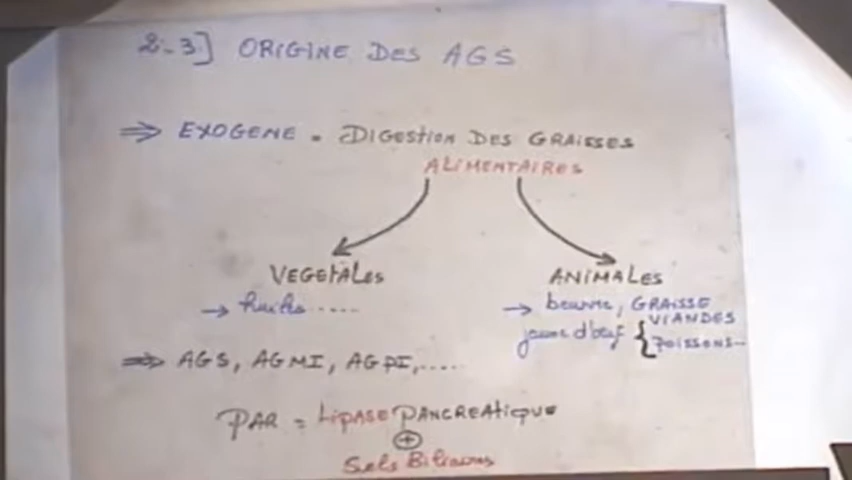 2-3] ORIGINE DES AGS
⇒ EXOGENE = DIGESTION DES GRAISSES
ALIMENTAIRES
VEGETALES
→ huiles .....
ANIMALES
→ beurre, GRAISSE
jaune d'œuf { VIANDES
POISSONS...
⇒ AGS, AGMI, AGPI,.....
PAR = Lipase PANCREATIQUE
⊕
Sels Biliaires